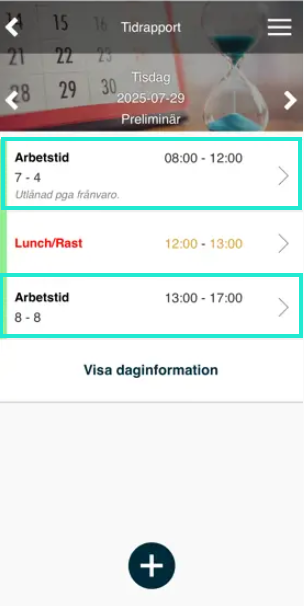 Tidrapport
Tisdag
2025-07-29
Preliminär
Arbetstid 08:00 - 12:00
7 - 4
Utlånad pga frånvaro.
Lunch/Rast 12:00 - 13:00
Arbetstid 13:00 - 17:00
8 - 8
Visa daginformation